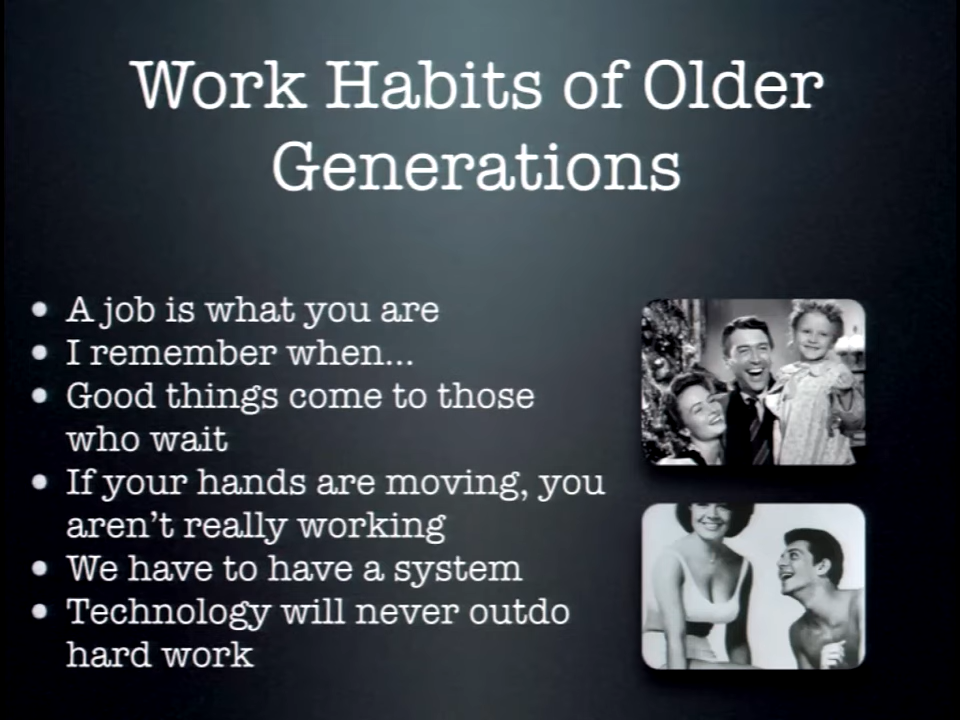 Work Habits of Older
Generations
• A job is what you are
• I remember when...
• Good things come to those
who wait
• If your hands are moving, you
aren't really working
• We have to have a system
• Technology will never outdo
hard work